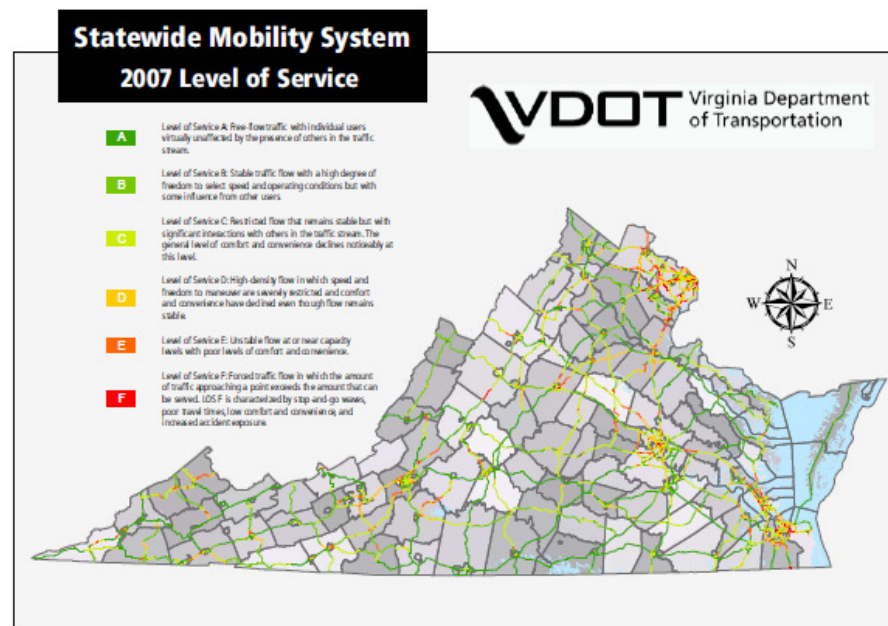 Statewide Mobility System
2007 Level of Service
VDOT
Virginia Department
of Transportation
A
Level of Service A: Free-flow traffic with individual users
virtually unaffected by the presence of others in the traffic
stream.
B
Level of Service B: Stable traffic flow with a high degree of
freedom to select speed and operating conditions but with
some influence from other users.
C
Level of Service C: Restricted flow that remains stable but with
significant interactions with others in the traffic stream. The
general level of comfort and convenience declines noticeably at
this level.
D
Level of Service D: High-density flow in which speed and
freedom to maneuver are severely restricted and comfort
and convenience have declined even though flow remains
stable.
E
Level of Service E: Unstable flow at or near capacity
levels with poor levels of comfort and convenience.
F
Level of Service F: Forced traffic flow in which the amount
of traffic approaching a point exceeds the amount that can
be served. LOS F is characterized by stop-and-go waves,
poor travel times, low comfort and convenience, and
increased accident exposure.
N
W
E
S